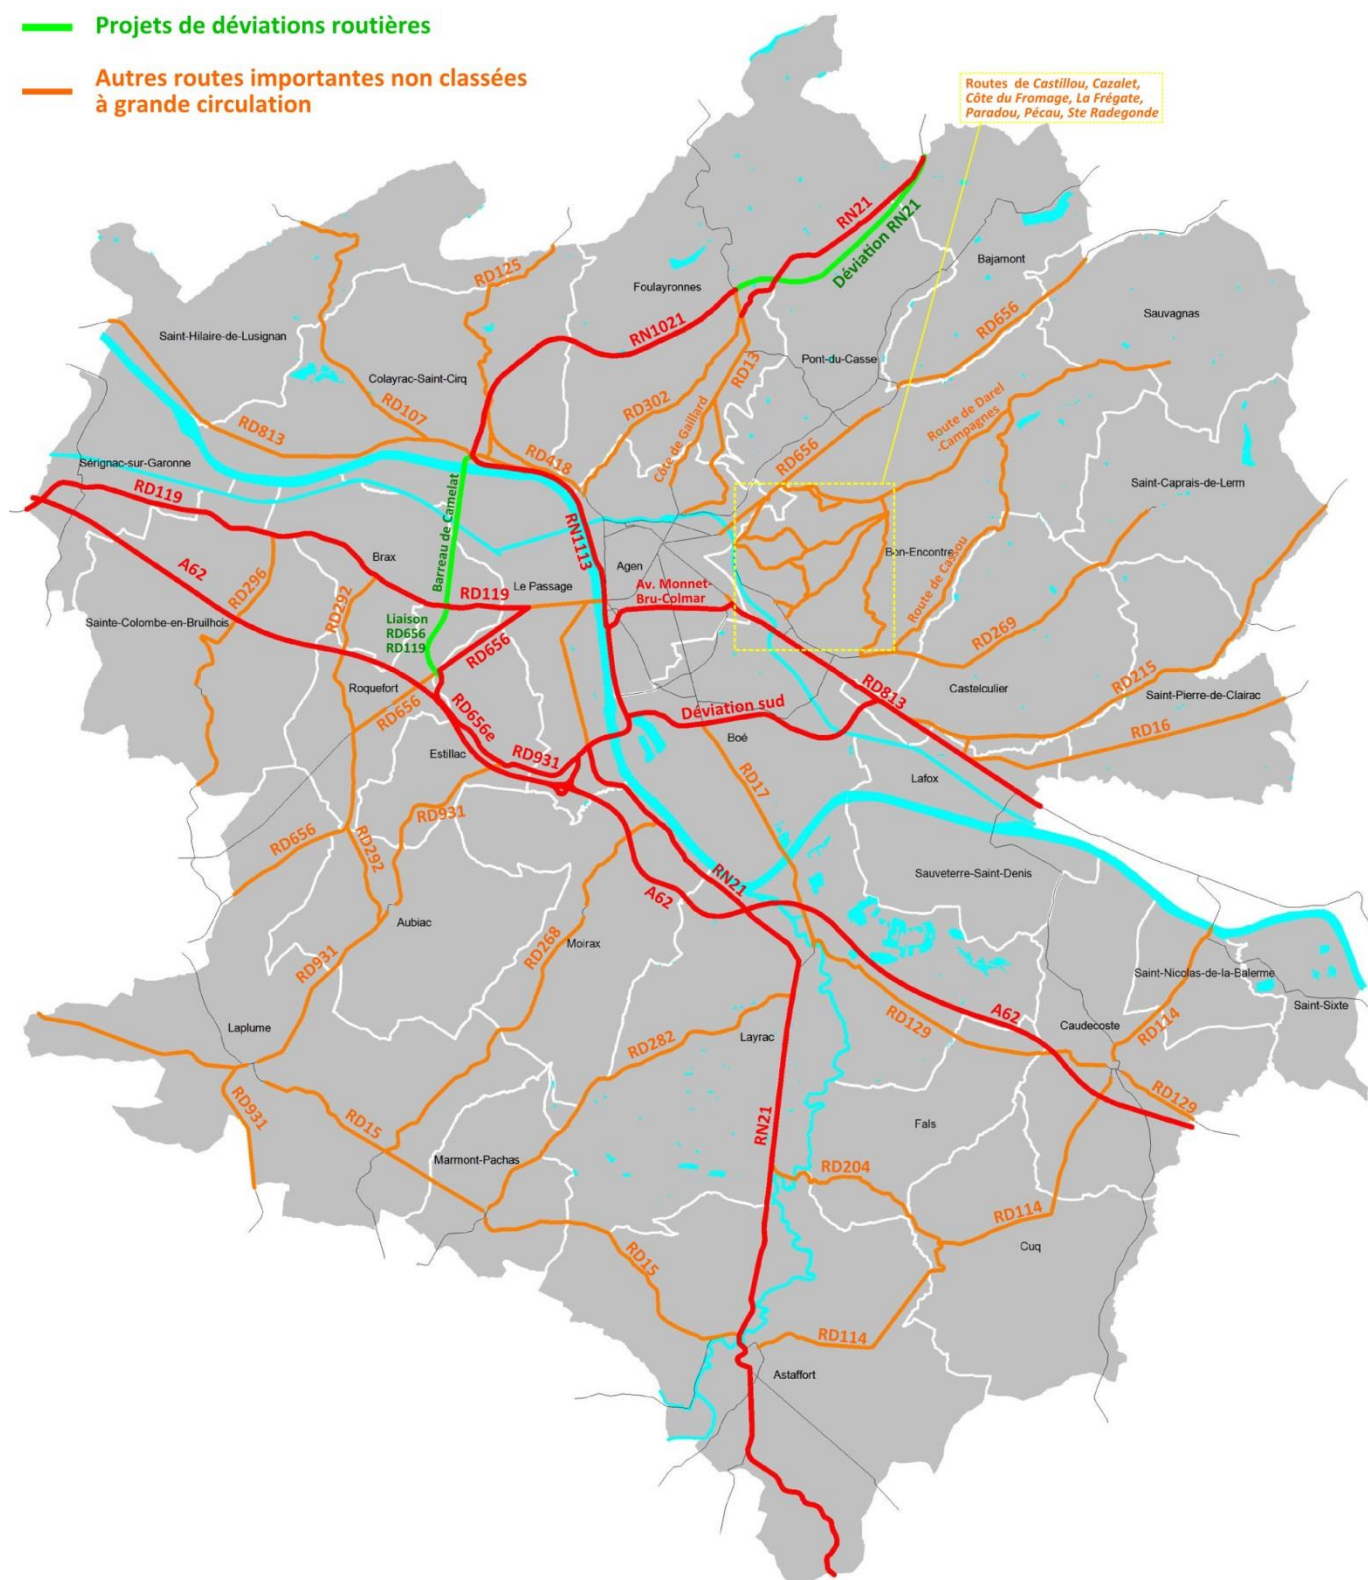 Projets de déviations routières
Autres routes importantes non classées
à grande circulation
Routes de Castillou, Cazalet,
Côte du Fromage, La Frégate,
Paradou, Pécau, Ste Radegonde
RN21
Déviation RN21
Bajamont
RD125
Foulayronnes
RD656
Sauvagnas
RN1021
Saint-Hilaire-de-Lusignan
Pont-du-Casse
RD13
Colayrac-Saint-Cirq
RD302
RD107
Côte de Gaillard
Route de Darel
-Campagnes
RD813
RD418
RD656
Sérignac-sur-Garonne
Saint-Caprais-de-Lerm
RD119
Barreau de Camelat
RN1113
Bon-Encontre
Brax
A62
Agen
Le Passage
RD119
Av. Monnet-
Bru-Colmar
Route de Cassou
RD296
RD292
Sainte-Colombe-en-Bruilhois
Liaison
RD656
RD119
RD656
RD269
Roquefort
RD656
RD656e
RD813
Castelculier
RD215
Saint-Pierre-de-Clairac
Déviation sud
RD16
Boé
Estillac
RD931
RD17
Lafox
RD931
RD656
RD292
RN21
Sauveterre-Saint-Denis
A62
Aubiac
RD268
Moirax
RD931
Saint-Nicolas-de-la-Balerme
Saint-Sixte
A62
RD129
Caudecoste
RD114
Laplume
Layrac
RD282
RD931
RD129
RD15
RN21
Fals
Marmont-Pachas
RD204
RD114
Cuq
RD15
RD114
Astaffort